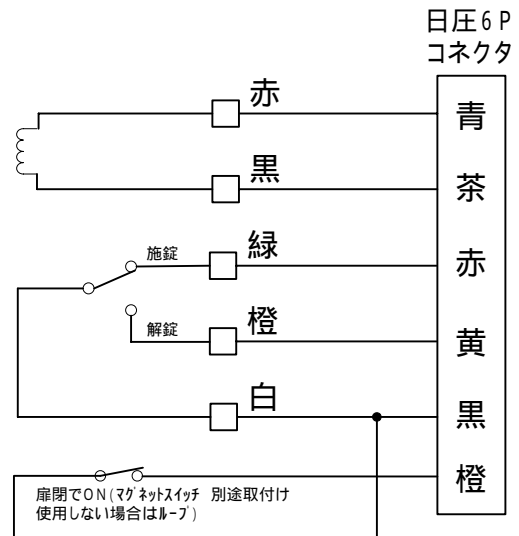 日圧6P
コネクタ
赤
青
黒
茶
施錠
緑
赤
解錠
橙
黄
白
黒
橙
扉閉でON(マグネットスイッチ 別途取付け
使用しない場合はループ)